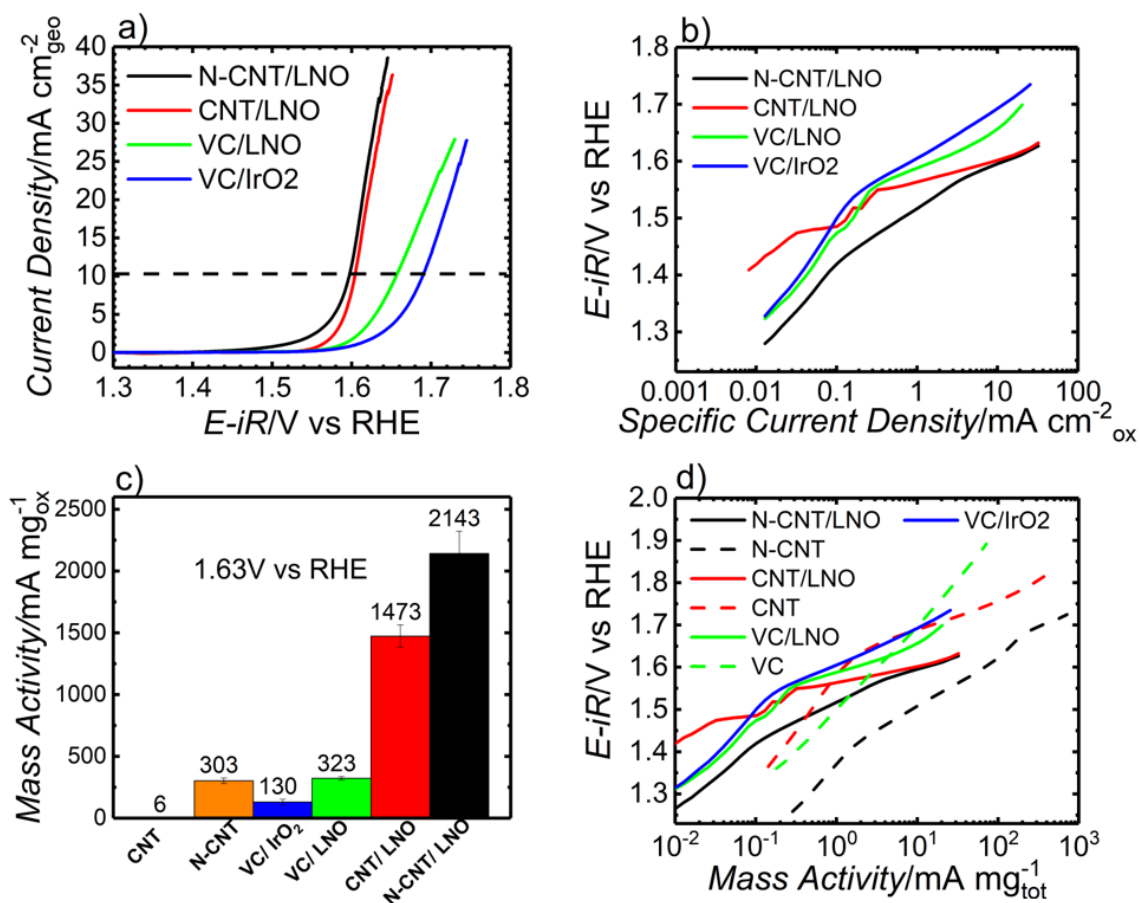 a)
Current Density/mA cm-2geo
40
35
30
25
20
15
10
5
0
N-CNT/LNO
CNT/LNO
VC/LNO
VC/IrO2
1.3 1.4 1.5 1.6 1.7 1.8
E-iR/V vs RHE
b)
E-iR/V vs RHE
1.8
1.7
1.6
1.5
1.4
1.3
N-CNT/LNO
CNT/LNO
VC/LNO
VC/IrO2
0.001 0.01 0.1 1 10 100
Specific Current Density/mA cm-2ox
c)
Mass Activity/mA mg-1ox
2500
2000
1500
1000
500
0
1.63V vs RHE
6
303
130
323
1473
2143
CNT
N-CNT
VC/ IrO2
VC/ LNO
CNT/ LNO
N-CNT/ LNO
d)
E-iR/V vs RHE
2.0
1.9
1.8
1.7
1.6
1.5
1.4
1.3
N-CNT/LNO VC/IrO2
N-CNT
CNT/LNO
CNT
VC/LNO
VC
10-2 10-1 100 101 102 103
Mass Activity/mA mg-1tot